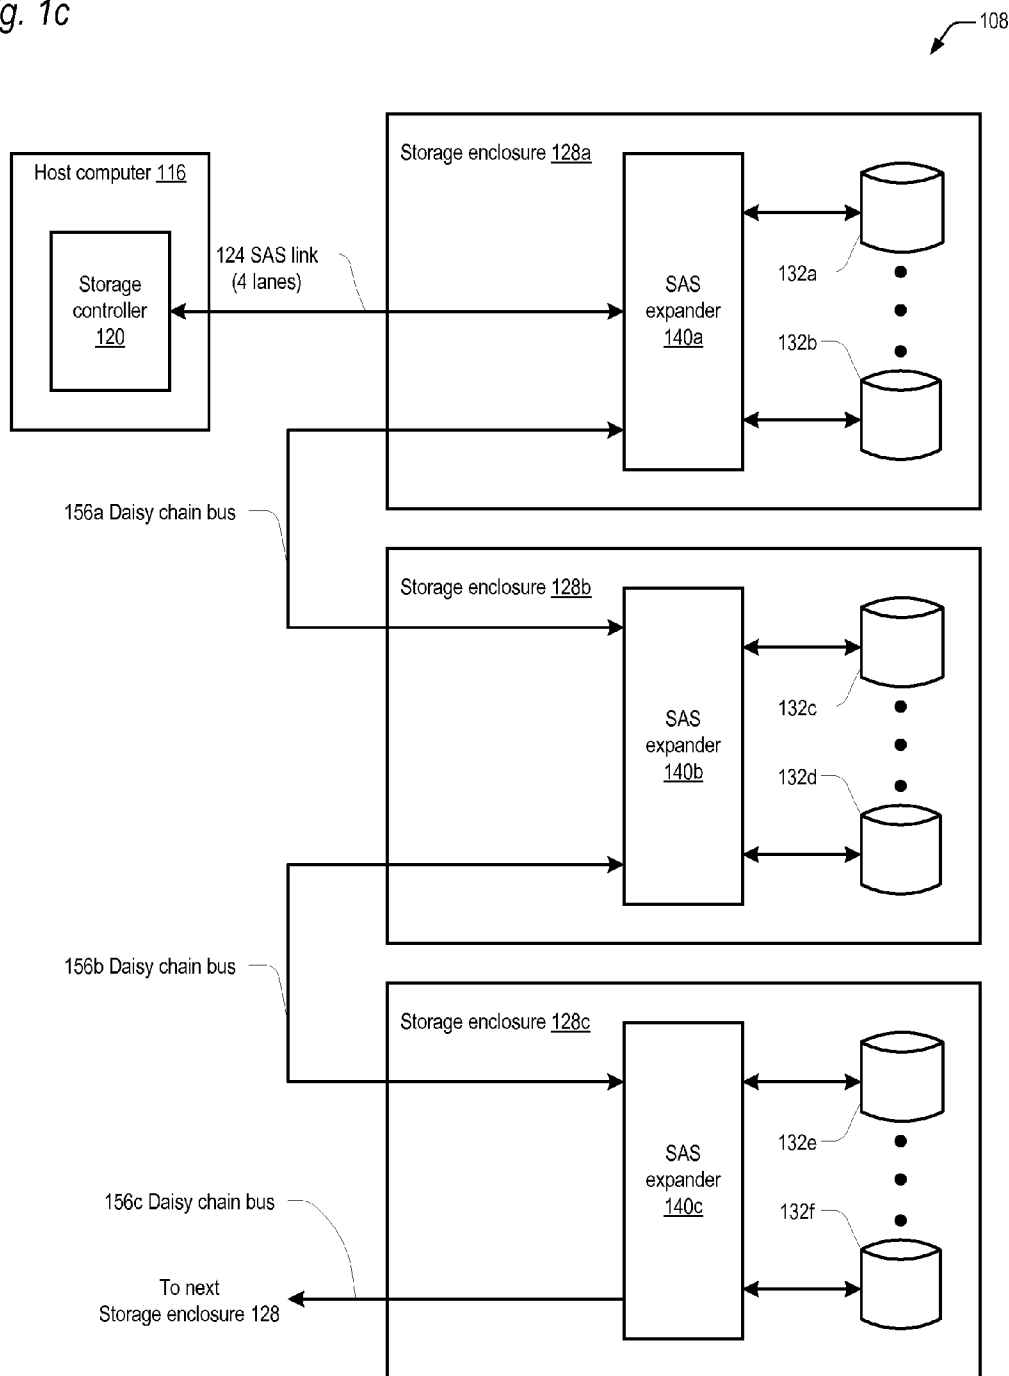 g. 1c
108
Storage enclosure 128a
Host computer 116
124 SAS link
(4 lanes)
Storage
controller
120
SAS
expander
140a
132a
132b
156a Daisy chain bus
Storage enclosure 128b
SAS
expander
140b
132c
132d
156b Daisy chain bus
Storage enclosure 128c
SAS
expander
140c
132e
132f
156c Daisy chain bus
To next
Storage enclosure 128